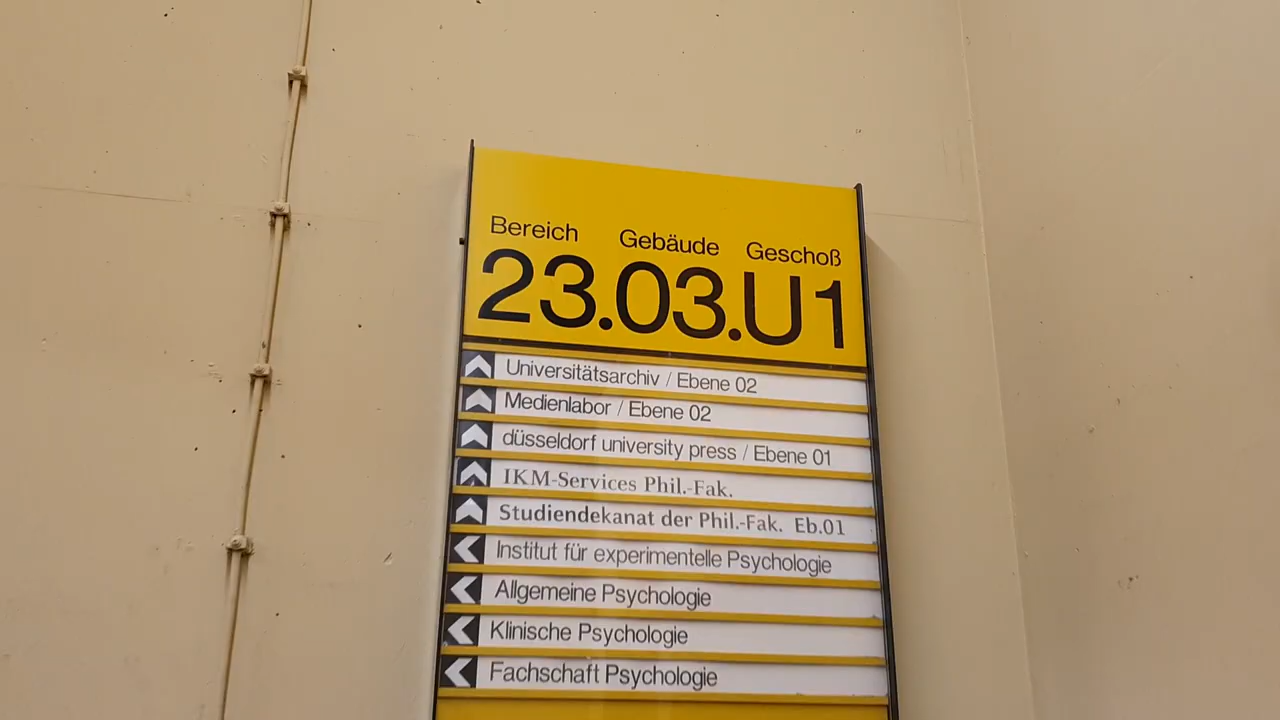 Bereich Gebäude Geschoß
23.03.U1
Universitätsarchiv / Ebene 02
Medienlabor / Ebene 02
düsseldorf university press / Ebene 01
IKM-Services Phil.-Fak.
Studiendekanat der Phil.-Fak. Eb.01
Institut für experimentelle Psychologie
Allgemeine Psychologie
Klinische Psychologie
Fachschaft Psychologie